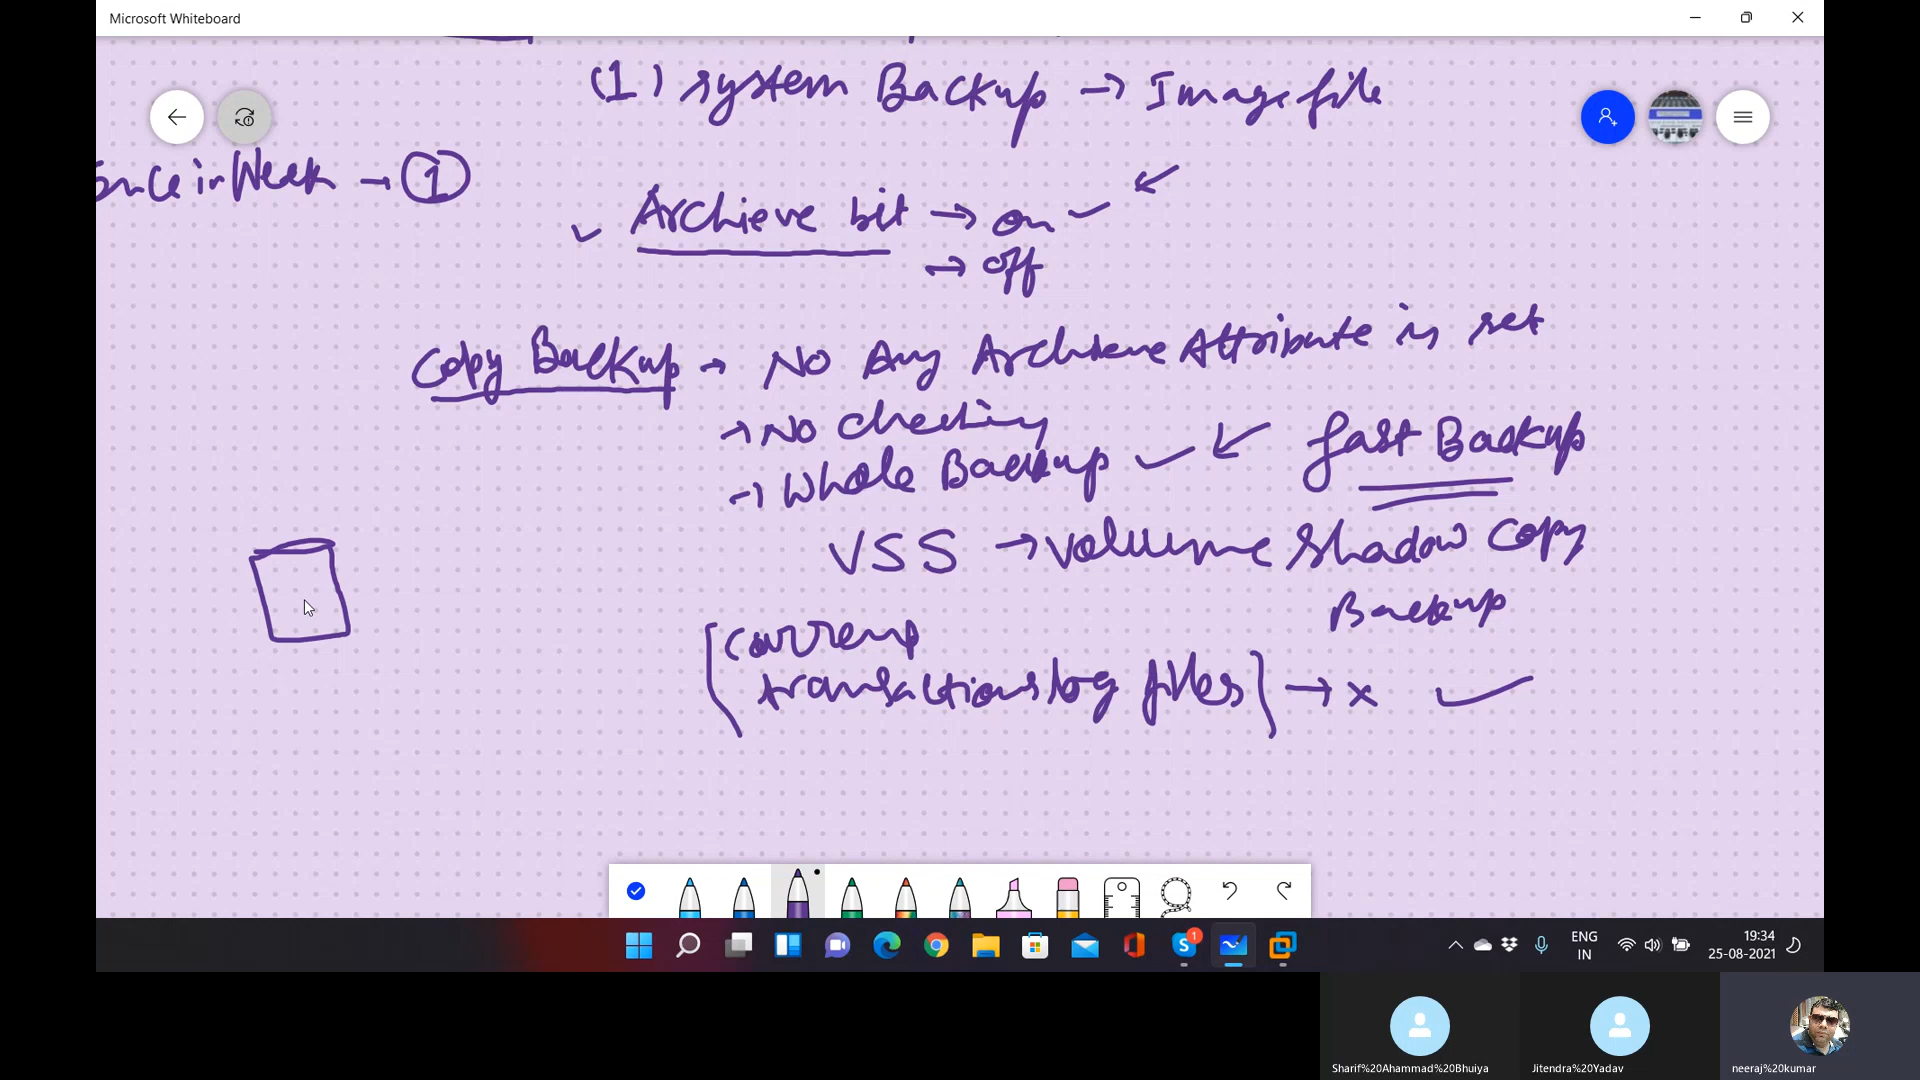 Microsoft Whiteboard
(1) system Backup → Image file
once in Week → 1
Archieve bit → on
→ off
Copy Backup → No Any Archieve Attribute is set
→ No checking
→ Whole Backup
fast Backup
VSS → Volume Shadow Copy
Backup
transactions log files → x
ENG
IN
19:34
25-08-2021
1
Sharif%20Ahammad%20Bhuiya
Jitendra%20Yadav
neeraj%20kumar